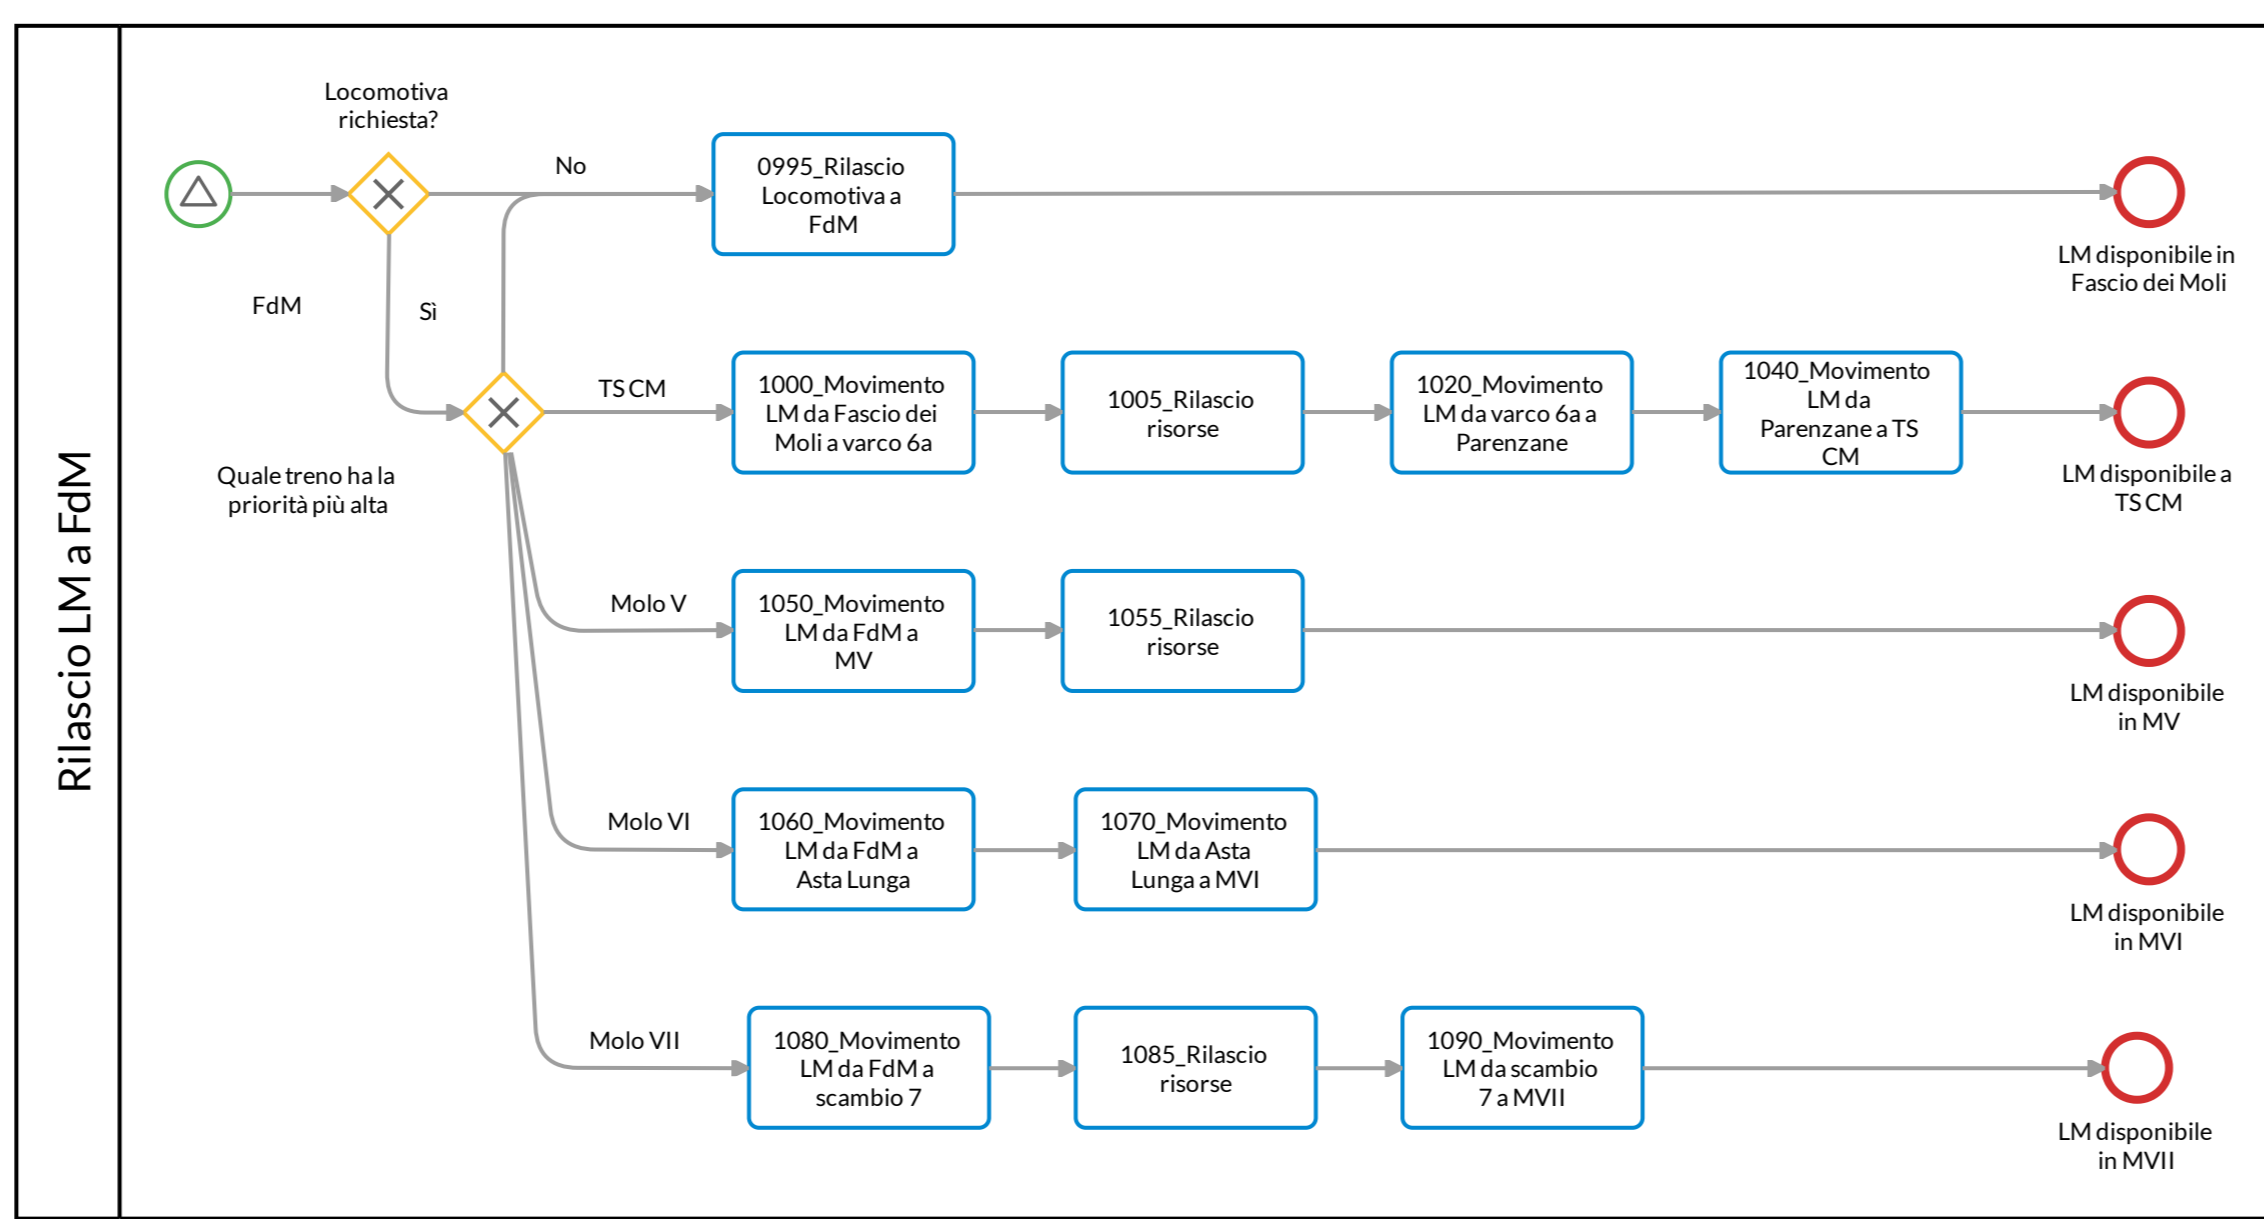 Rilascio LM a FdM
Locomotiva
richiesta?
No
0995_Rilascio
Locomotiva a
FdM
LM disponibile in
Fascio dei Moli
FdM
Sì
Quale treno ha la
priorità più alta
TS CM
1000_Movimento
LM da Fascio dei
Moli a varco 6a
1005_Rilascio
risorse
1020_Movimento
LM da varco 6a a
Parenzane
1040_Movimento
LM da
Parenzane a TS
CM
LM disponibile a
TS CM
Molo V
1050_Movimento
LM da FdM a
MV
1055_Rilascio
risorse
LM disponibile
in MV
Molo VI
1060_Movimento
LM da FdM a
Asta Lunga
1070_Movimento
LM da Asta
Lunga a MVI
LM disponibile
in MVI
Molo VII
1080_Movimento
LM da FdM a
scambio 7
1085_Rilascio
risorse
1090_Movimento
LM da scambio
7 a MVII
LM disponibile
in MVII